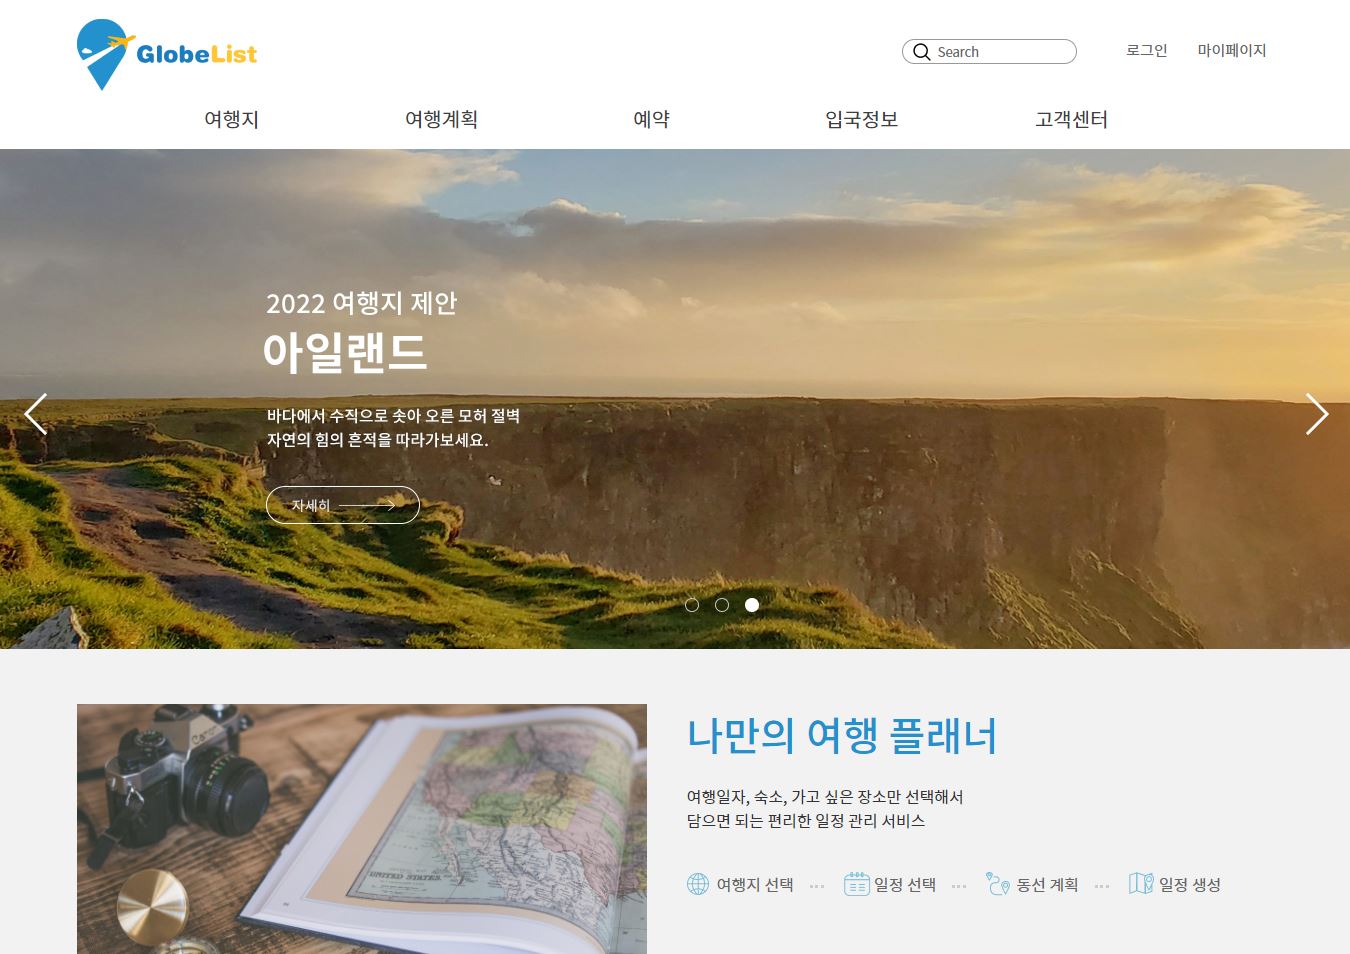 GlobeList
Search
로그인 마이페이지
여행지 여행계획 예약 입국정보 고객센터
2022 여행지 제안
아일랜드
바다에서 수직으로 솟아 오른 모허 절벽
자연의 힘의 흔적을 따라가보세요.
자세히
나만의 여행 플래너
여행일자, 숙소, 가고 싶은 장소만 선택해서
담으면 되는 편리한 일정 관리 서비스
여행지 선택 ... 일정 선택 ... 동선 계획 ... 일정 생성
Canon
UNITED STATES